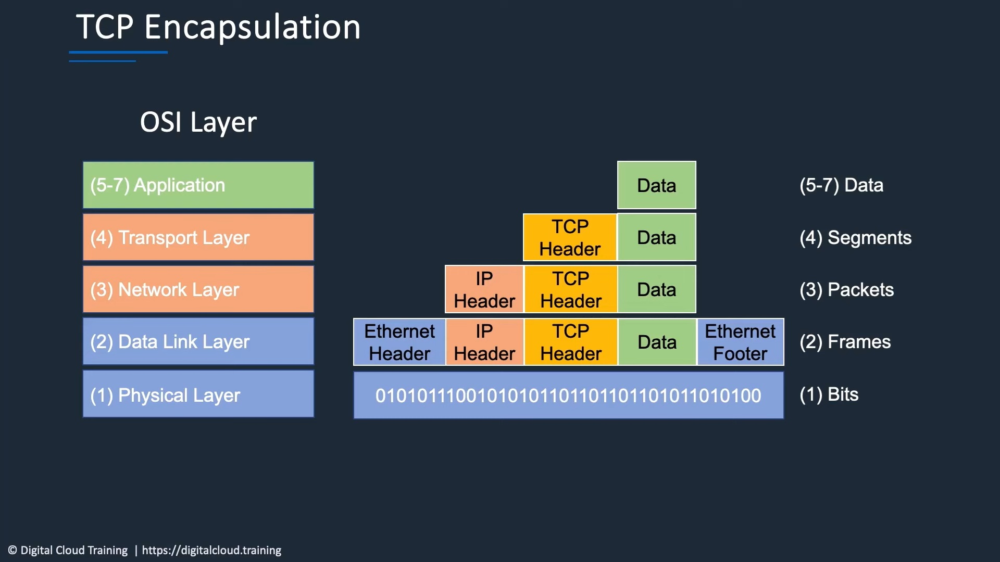 TCP Encapsulation
OSI Layer
(5-7) Application
Data
(5-7) Data
(4) Transport Layer
TCP
Header
Data
(4) Segments
(3) Network Layer
IP
Header
TCP
Header
Data
(3) Packets
(2) Data Link Layer
Ethernet
Header
IP
Header
TCP
Header
Data
Ethernet
Footer
(2) Frames
(1) Physical Layer
0101011100101010110110110110101101010​0
(1) Bits
© Digital Cloud Training | https://digitalcloud.training